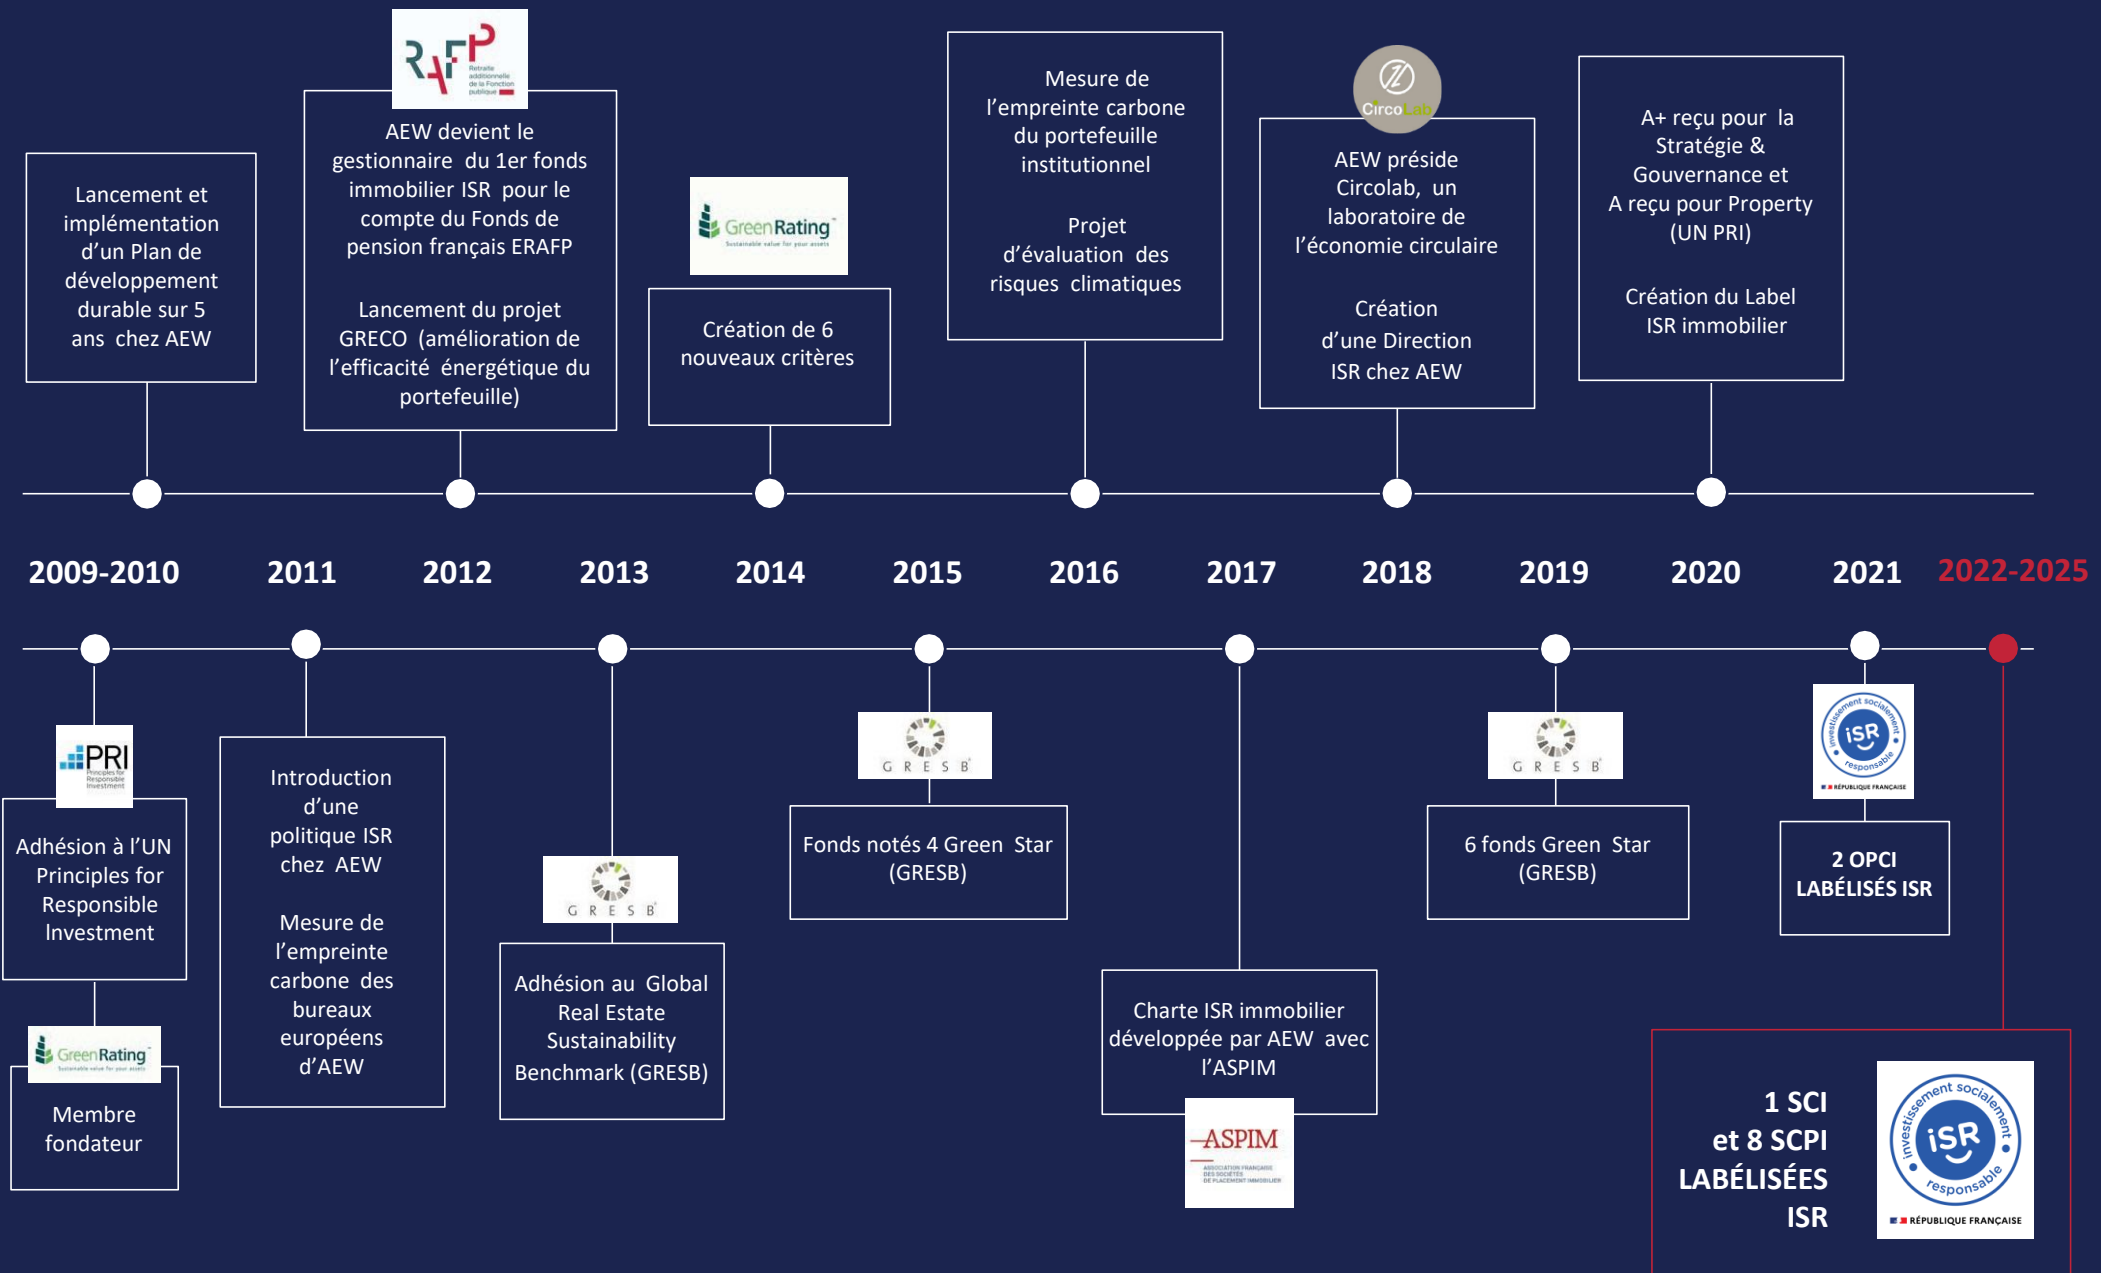 RAFP
Retraite
additionnelle
de la Fonction
publique
Lancement et
implémentation
d'un Plan de
développement
durable sur 5
ans chez AEW
AEW devient le
gestionnaire du 1er fonds
immobilier ISR pour le
compte du Fonds de
pension français ERAFP
Lancement du projet
GRECO (amélioration de
l'efficacité énergétique du
portefeuille)
GreenRating
Sustainable value for your assets
Création de 6
nouveaux critères
Mesure de
l'empreinte carbone
du portefeuille
institutionnel
Projet
d'évaluation des
risques climatiques
CircoLab
AEW préside
Circolab, un
laboratoire de
l'économie circulaire
Création
d'une Direction
ISR chez AEW
A+ reçu pour la
Stratégie &
Gouvernance et
A reçu pour Property
(UN PRI)
Création du Label
ISR immobilier
2009-2010 2011 2012 2013 2014 2015 2016 2017 2018 2019 2020 2021 2022-2025
PRI
Principles for
Responsible
Investment
Adhésion à l'UN
Principles for
Responsible
Investment
GreenRating
Sustainable value for your assets
Membre
fondateur
Introduction
d'une
politique ISR
chez AEW
Mesure de
l'empreinte
carbone des
bureaux
européens
d'AEW
GRESB
Adhésion au Global
Real Estate
Sustainability
Benchmark (GRESB)
GRESB
Fonds notés 4 Green Star
(GRESB)
Charte ISR immobilier
développée par AEW avec
l'ASPIM
ASPIM
ASSOCIATION FRANÇAISE
DES SOCIÉTÉS
DE PLACEMENT IMMOBILIER
GRESB
6 fonds Green Star
(GRESB)
investissement socialement
iSR
responsable
RÉPUBLIQUE FRANÇAISE
2 OPCI
LABÉLISÉS ISR
1 SCI
et 8 SCPI
LABÉLISÉES
ISR
investissement socialement
iSR
responsable
RÉPUBLIQUE FRANÇAISE